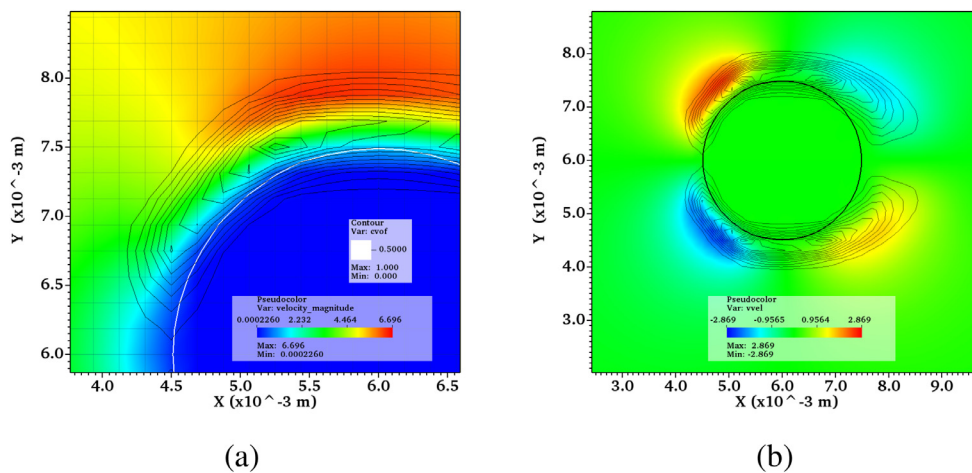 8.0
7.5
7.0
6.5
6.0
Y (x10^-3 m)
4.0 4.5 5.0 5.5 6.0 6.5
X (x10^-3 m)
Contour
Var: cvof
0.5000
Max: 1.000
Min: 0.000
Pseudocolor
Var: velocity_magnitude
0.0002260 2.232 4.464 6.696
Max: 6.696
Min: 0.0002260
(a)
8.0
7.0
6.0
5.0
4.0
3.0
Y (x10^-3 m)
3.0 4.0 5.0 6.0 7.0 8.0 9.0
X (x10^-3 m)
Pseudocolor
Var: vvel
-2.869 -0.9565 0.9564 2.869
Max: 2.869
Min: -2.869
(b)